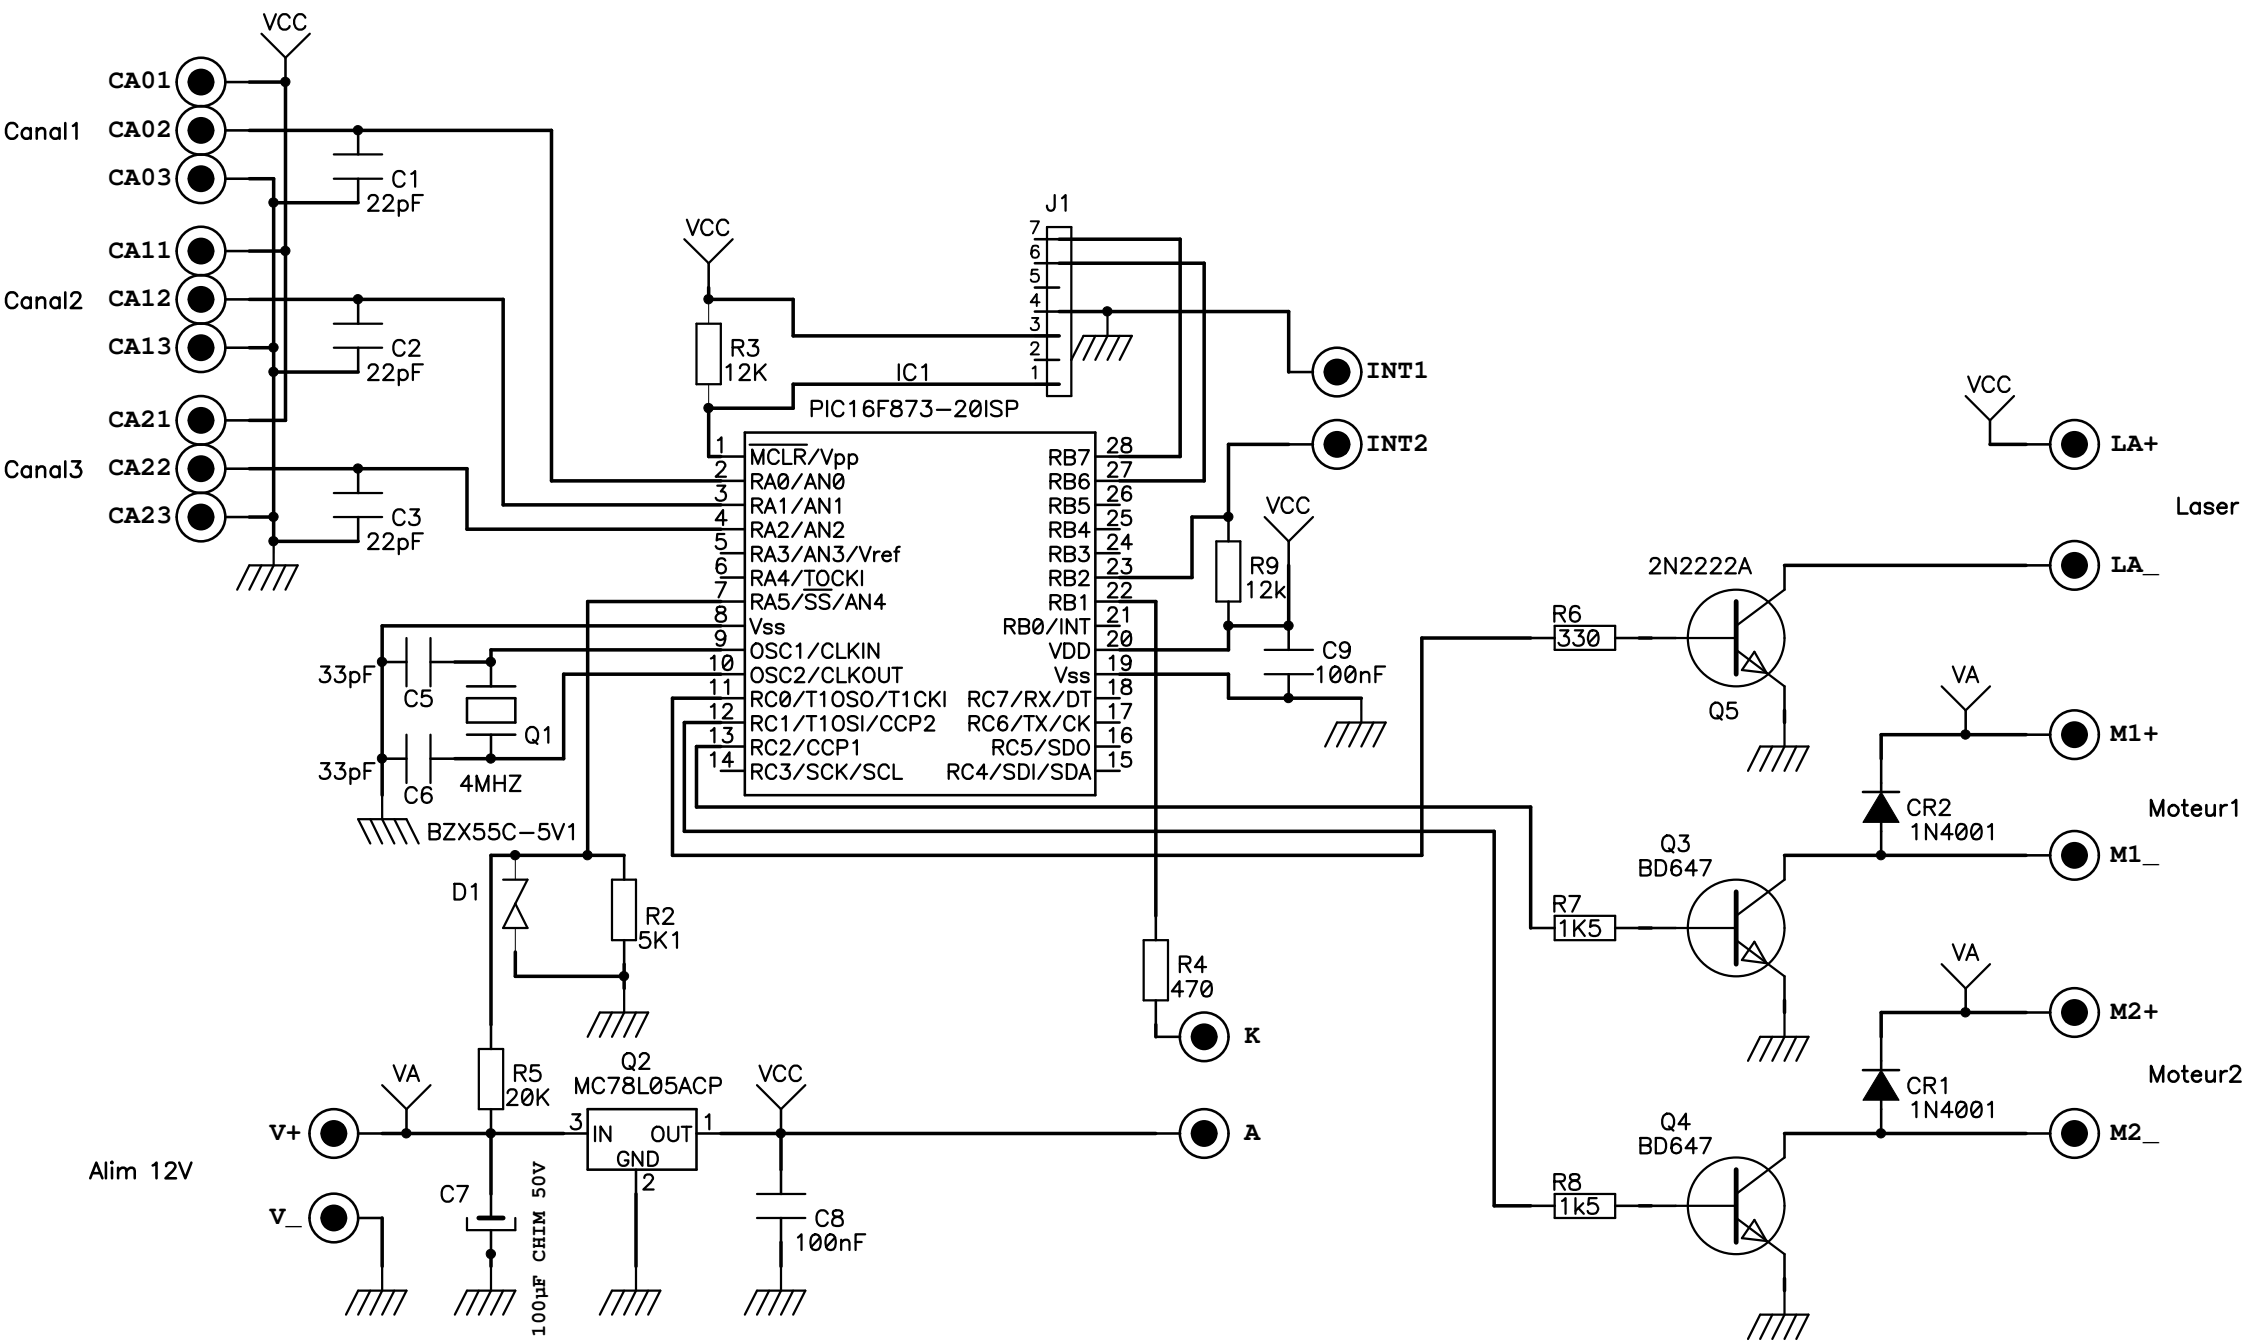 VCC
CA01
Canal1
CA02
CA03
C1
22pF
CA11
Canal2
CA12
CA13
C2
22pF
CA21
Canal3
CA22
CA23
C3
22pF
VCC
R3
12K
J1
7
6
5
4
3
2
1
IC1
PIC16F873-20ISP
INT1
INT2
1 MCLR/Vpp
2 RA0/AN0
3 RA1/AN1
4 RA2/AN2
5 RA3/AN3/Vref
6 RA4/TOCKI
7 RA5/SS/AN4
8 Vss
9 OSC1/CLKIN
10 OSC2/CLKOUT
11 RC0/T1OSO/T1CKI
12 RC1/T1OSI/CCP2
13 RC2/CCP1
14 RC3/SCK/SCL
RB7 28
RB6 27
RB5 26
RB4 25
RB3 24
RB2 23
RB1 22
RB0/INT 21
VDD 20
Vss 19
RC7/RX/DT 18
RC6/TX/CK 17
RC5/SDO 16
RC4/SDI/SDA 15
VCC
R9
12k
C9
100nF
33pF
C5
Q1
33pF
C6
4MHZ
BZX55C-5V1
D1
R2
5K1
R4
470
K
VA
R5
20K
Q2
MC78L05ACP
3 IN OUT 1
GND
2
VCC
A
V+
Alim 12V
V_
C7
100µF CHIM 50V
C8
100nF
VCC
LA+
Laser
LA_
2N2222A
R6
330
Q5
VA
M1+
CR2
1N4001
Moteur1
M1_
Q3
BD647
R7
1K5
VA
M2+
CR1
1N4001
Moteur2
M2_
Q4
BD647
R8
1k5